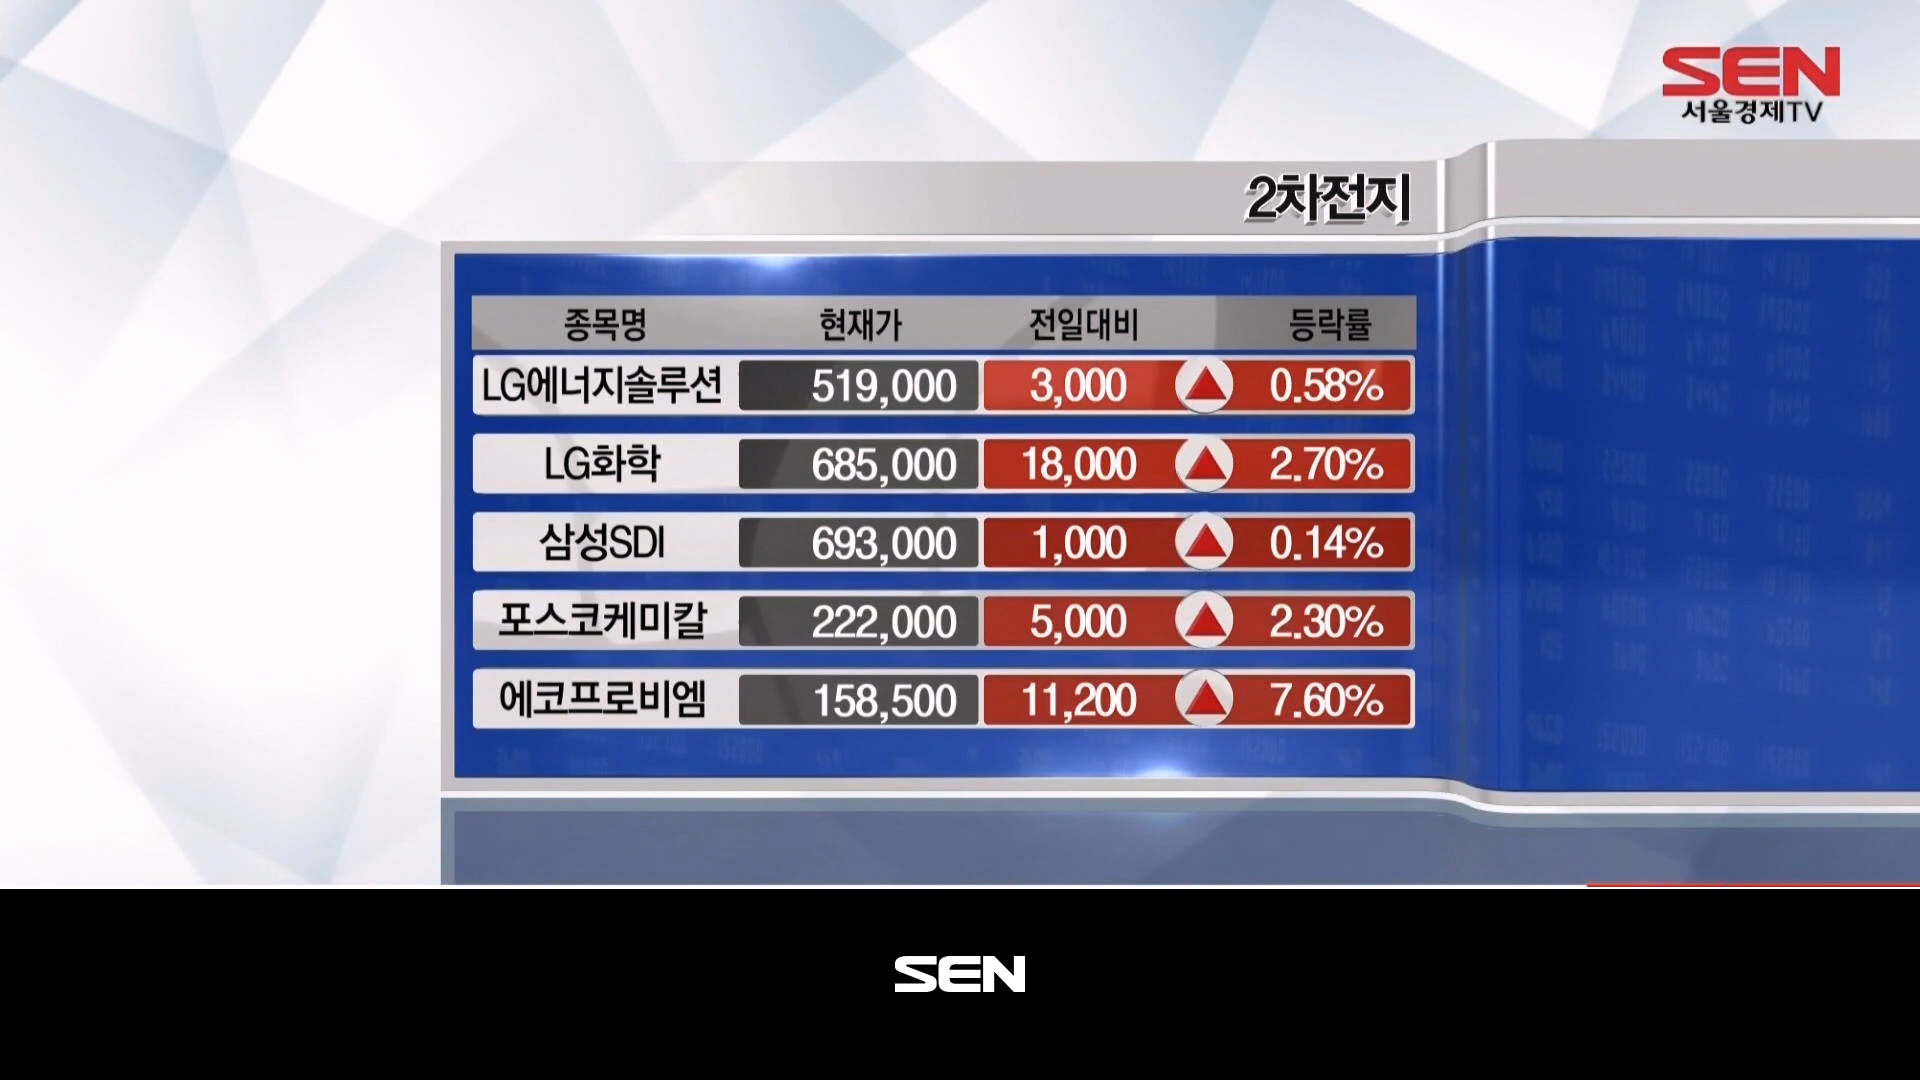 SEN
서울경제TV
2차전지
종목명 현재가 전일대비 등락률
LG에너지솔루션 519,000 3,000 ▲ 0.58%
LG화학 685,000 18,000 ▲ 2.70%
삼성SDI 693,000 1,000 ▲ 0.14%
포스코케미칼 222,000 5,000 ▲ 2.30%
에코프로비엠 158,500 11,200 ▲ 7.60%
SEN